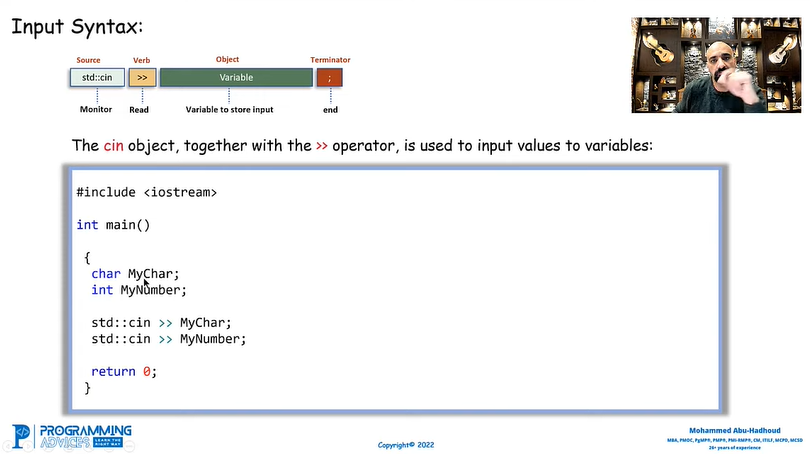 Input Syntax:
Source Verb Object Terminator
std::cin >> Variable ;
Monitor Read Variable to store input end
The cin object, together with the >> operator, is used to input values to variables:
#include <iostream>
int main()
{
char MyChar;
int MyNumber;
std::cin >> MyChar;
std::cin >> MyNumber;
return 0;
}
PROGRAMMING
ADVICES LEARN THE RIGHT WAY
Copyright© 2022
Mohammed Abu-Hadhoud
MBA, PMOC, PgMP®, PMP®, PMI-RMP®, CM, ITILF, MCPD, MCSD
26+ years of experience